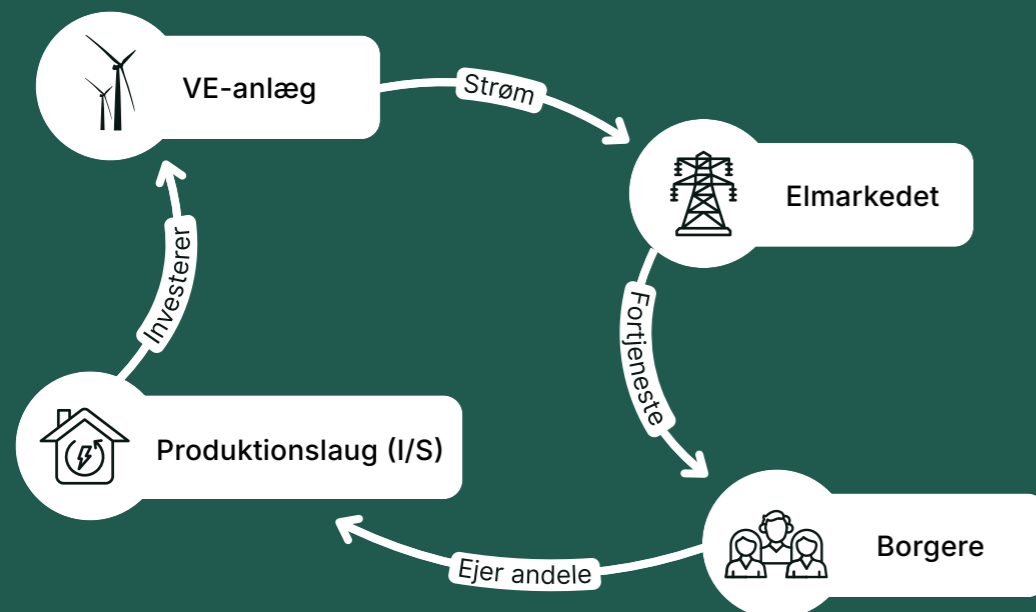 VE-anlæg
Strøm
Elmarkedet
Fortjeneste
Borgere
Ejer andele
Produktionslaug (I/S)
Investerer